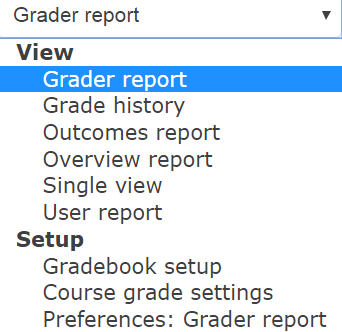 Grader report
View
Grader report
Grade history
Outcomes report
Overview report
Single view
User report
Setup
Gradebook setup
Course grade settings
Preferences: Grader report